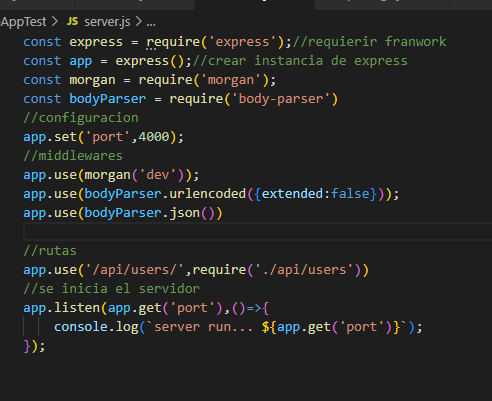 AppTest > JS server.js > ...
const express = require('express');//requierir franwork
const app = express();//crear instancia de express
const morgan = require('morgan');
const bodyParser = require('body-parser')
//configuracion
app.set('port',4000);
//middlewares
app.use(morgan('dev'));
app.use(bodyParser.urlencoded({extended:false}));
app.use(bodyParser.json())
//rutas
app.use('/api/users/',require('./api/users'))
//se inicia el servidor
app.listen(app.get('port'),()=>{
    console.log(`server run... ${app.get('port')}`);
});